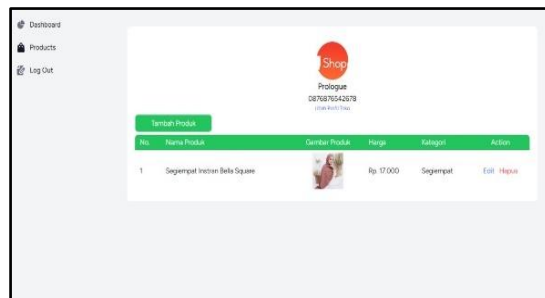 Dashboard
Products
Log Out
Shop
Prologue
0876876542678
Tambah Produk
No. Nama Produk Gambar Produk Harga Kategori Action
1 Segiempat Instran Bella Square Rp. 17.000 Segiempat Edit Hapus